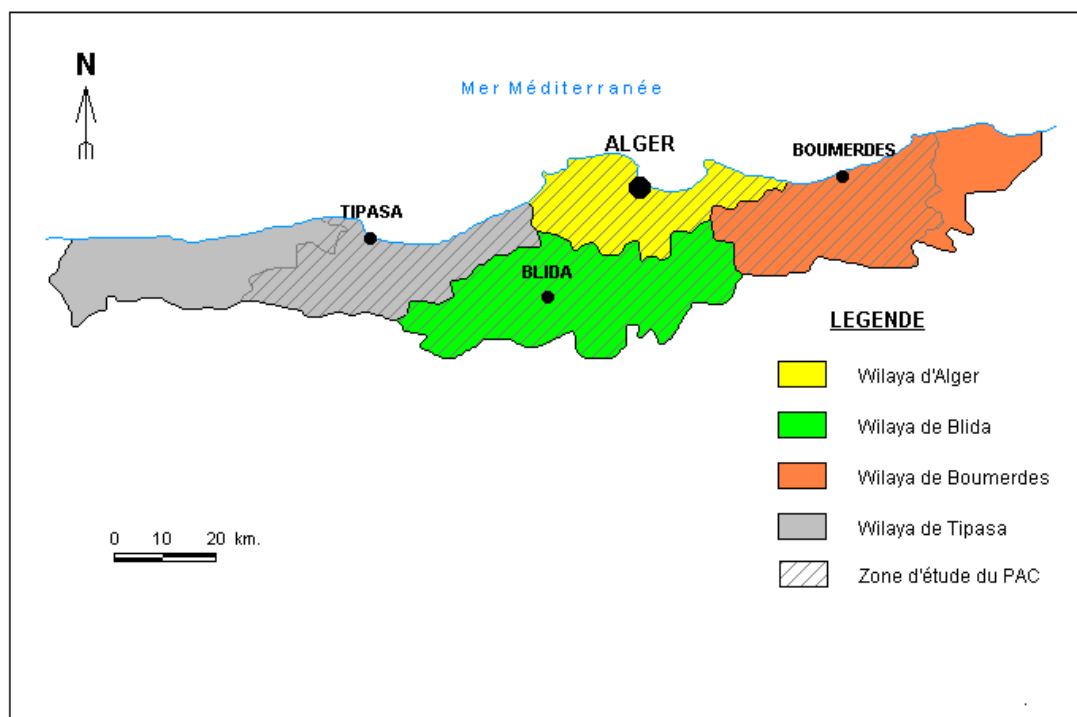 N
Mer Méditerranée
ALGER
BOUMERDES
TIPASA
BLIDA
LEGENDE
Wilaya d'Alger
Wilaya de Blida
Wilaya de Boumerdes
Wilaya de Tipasa
Zone d'étude du PAC
0 10 20 km.